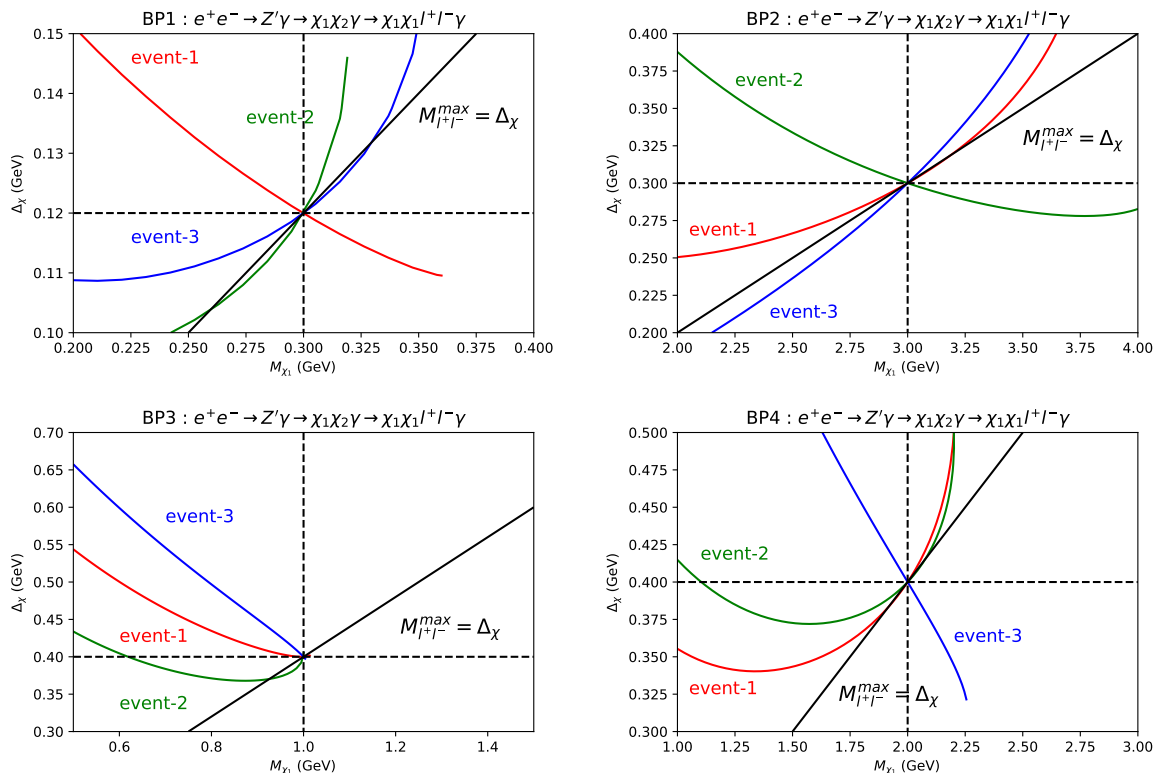 BP1 : e⁺e⁻ → Z′γ → χ₁χ₂γ → χ₁χ₁l⁺l⁻γ
0.15
0.14
0.13
0.12
0.11
0.10
Δχ (GeV)
event-1
event-2
M^{max}_{l⁺l⁻} = Δχ
event-3
0.200 0.225 0.250 0.275 0.300 0.325 0.350 0.375 0.400
Mχ₁ (GeV)
BP2 : e⁺e⁻ → Z′γ → χ₁χ₂γ → χ₁χ₁l⁺l⁻γ
0.400
0.375
0.350
0.325
0.300
0.275
0.250
0.225
0.200
Δχ (GeV)
event-2
M^{max}_{l⁺l⁻} = Δχ
event-1
event-3
2.00 2.25 2.50 2.75 3.00 3.25 3.50 3.75 4.00
Mχ₁ (GeV)
BP3 : e⁺e⁻ → Z′γ → χ₁χ₂γ → χ₁χ₁l⁺l⁻γ
0.70
0.65
0.60
0.55
0.50
0.45
0.40
0.35
0.30
Δχ (GeV)
event-3
event-1
M^{max}_{l⁺l⁻} = Δχ
event-2
0.6 0.8 1.0 1.2 1.4
Mχ₁ (GeV)
BP4 : e⁺e⁻ → Z′γ → χ₁χ₂γ → χ₁χ₁l⁺l⁻γ
0.500
0.475
0.450
0.425
0.400
0.375
0.350
0.325
0.300
Δχ (GeV)
event-2
event-3
event-1
M^{max}_{l⁺l⁻} = Δχ
1.00 1.25 1.50 1.75 2.00 2.25 2.50 2.75 3.00
Mχ₁ (GeV)